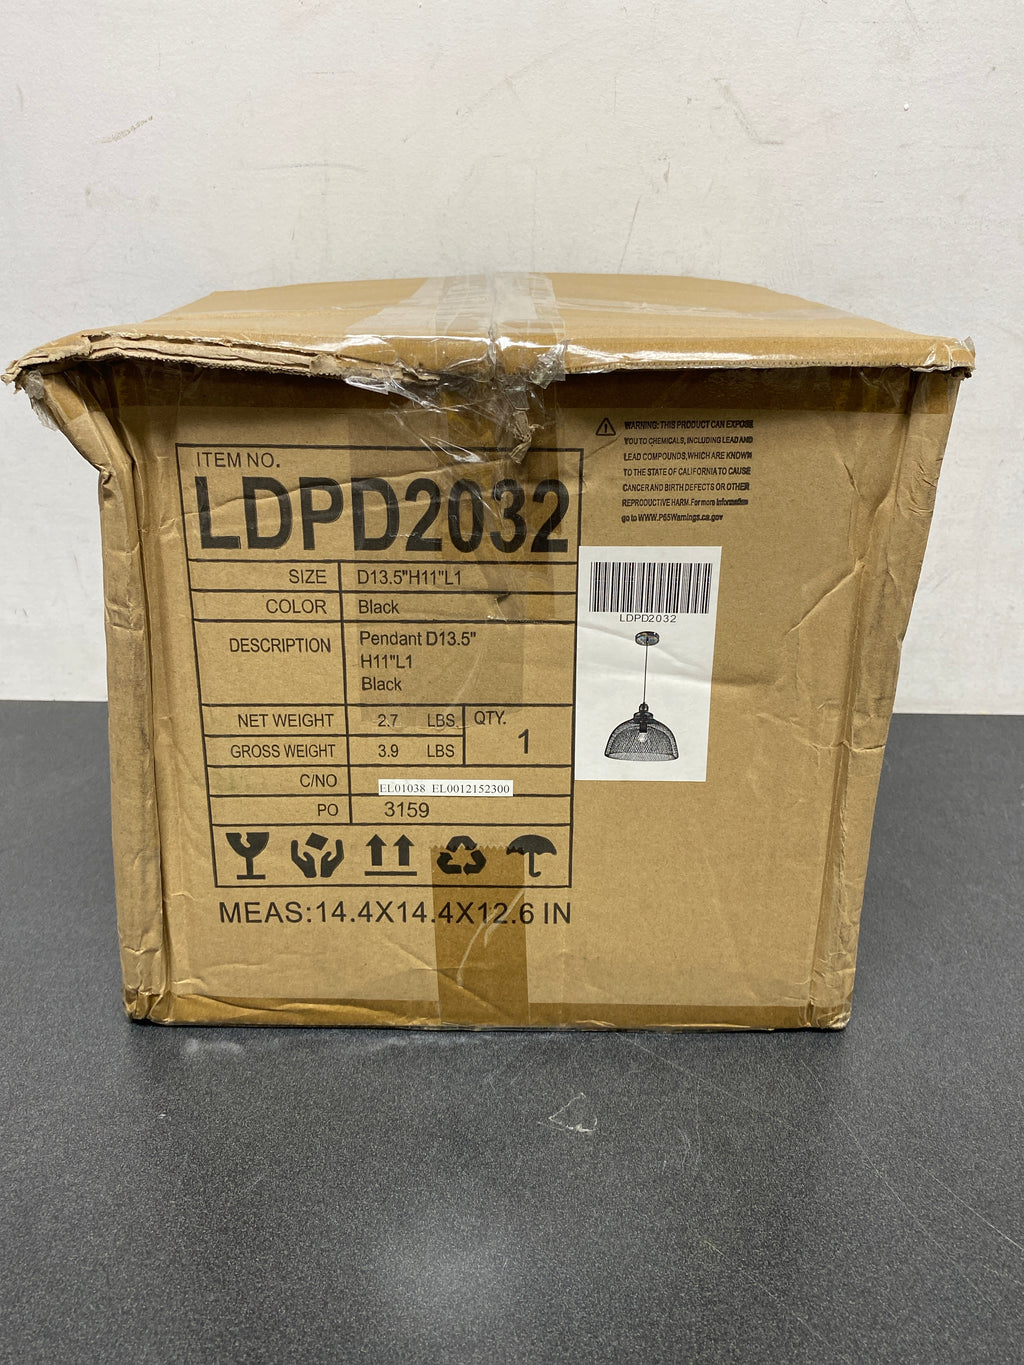 ITEM NO.
LDPD2032
SIZE D13.5"H11"L1
COLOR Black
DESCRIPTION Pendant D13.5"
H11"L1
Black
NET WEIGHT 2.7 LBS
GROSS WEIGHT 3.9 LBS
QTY.
1
C/NO EL01038 EL0012152300
PO 3159
MEAS:14.4X14.4X12.6 IN
WARNING: THIS PRODUCT CAN EXPOSE
YOU TO CHEMICALS, INCLUDING LEAD AND
LEAD COMPOUNDS, WHICH ARE KNOWN
TO THE STATE OF CALIFORNIA TO CAUSE
CANCER AND BIRTH DEFECTS OR OTHER
REPRODUCTIVE HARM. For more Information
go to WWW.P65Warnings.ca.gov
LDPD2032